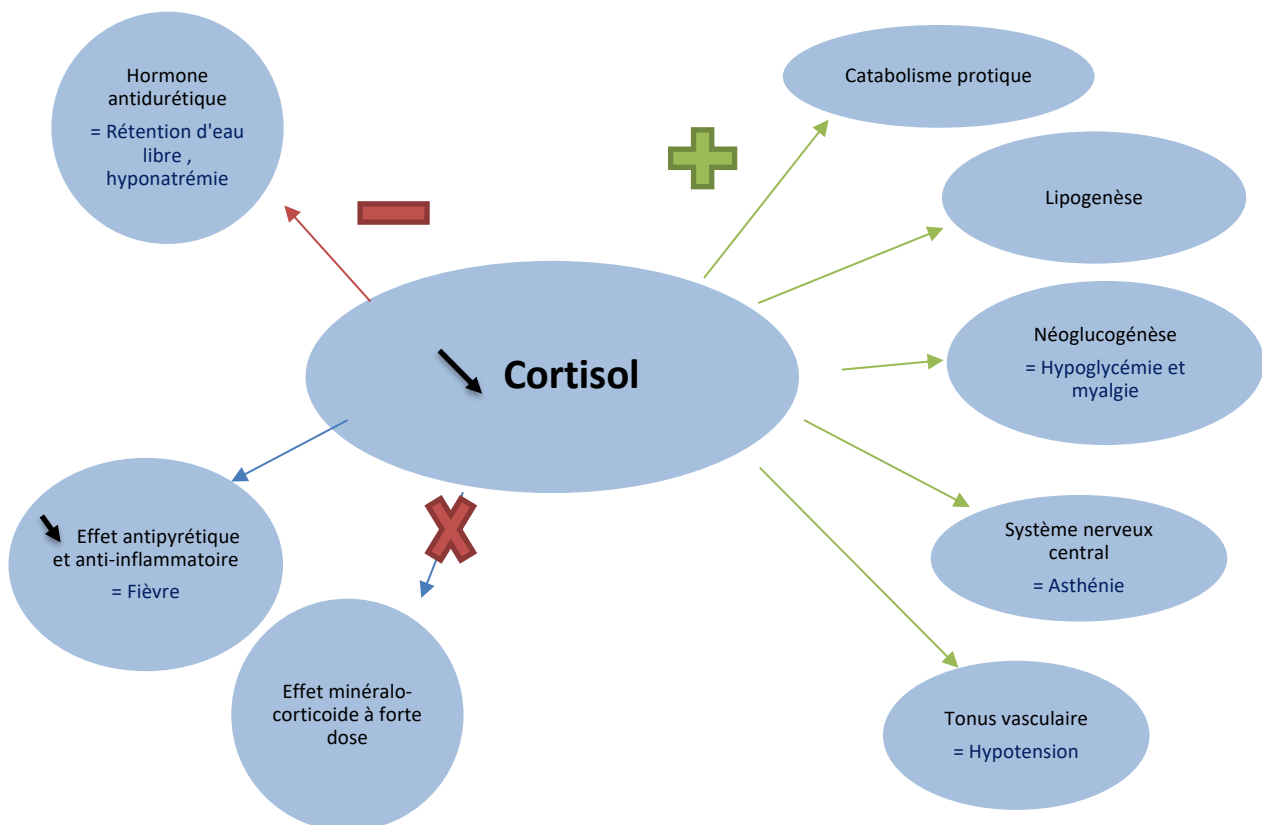 Hormone
antidurétique
= Rétention d'eau
libre ,
hyponatrémie
Catabolisme protique
Lipogenèse
Néoglucogénèse
= Hypoglycémie et
myalgie
Cortisol
Effet antipyrétique
et anti-inflammatoire
= Fièvre
Système nerveux
central
= Asthénie
Effet minéralo-
corticoide à forte
dose
Tonus vasculaire
= Hypotension